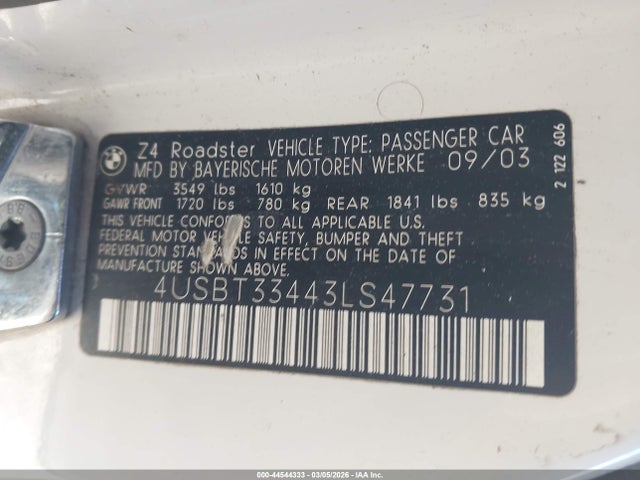 Z4 Roadster VEHICLE TYPE: PASSENGER CAR
MFD BY BAYERISCHE MOTOREN WERKE 09/03
GVWR 3549 lbs 1610 kg
GAWR FRONT 1720 lbs 780 kg REAR 1841 lbs 835 kg
THIS VEHICLE CONFORMS TO ALL APPLICABLE U.S.
FEDERAL MOTOR VEHICLE SAFETY, BUMPER AND THEFT
PREVENTION STANDARDS IN EFFECT ON THE DATE OF
MANUFACTURE SHOWN ABOVE.
4USBT33443LS47731
2 122 606
000-44544333 - 03/05/2026 - IAA Inc.